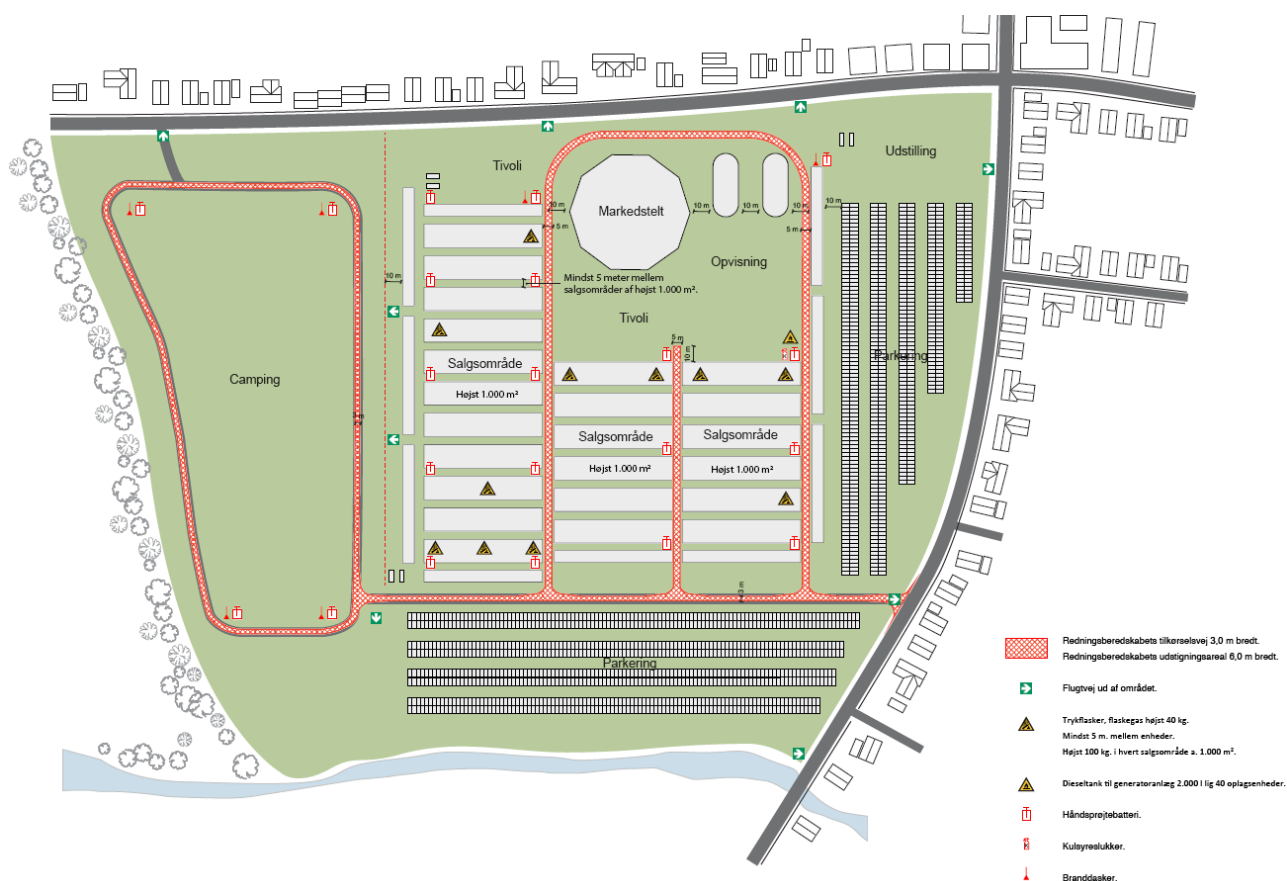 Tivoli
Udstilling
Markedstelt
10 m
10 m
10 m
10 m
10 m
5 m
5 m
Opvisning
10 m
Mindst 5 meter mellem
salgsområder af højst 1.000 m².
Tivoli
5 m
10 m
Parkering
Salgsområde
Højst 1.000 m²
Camping
3 m
Salgsområde
Højst 1.000 m²
Salgsområde
Højst 1.000 m²
3 m
Parkering
Redningsberedskabets tilkørselsvej 3,0 m bredt.
Redningsberedskabets udstigningsareal 6,0 m bredt.
Flugtvej ud af området.
Trykflasker, flaskegas højst 40 kg.
Mindst 5 m. mellem enheder.
Højst 100 kg. i hvert salgsområde a. 1.000 m².
Dieseltank til generatoranlæg 2.000 l lig 40 oplagsenheder.
Håndsprøjtebatteri.
Kulsyreslukker.
Branddasker.